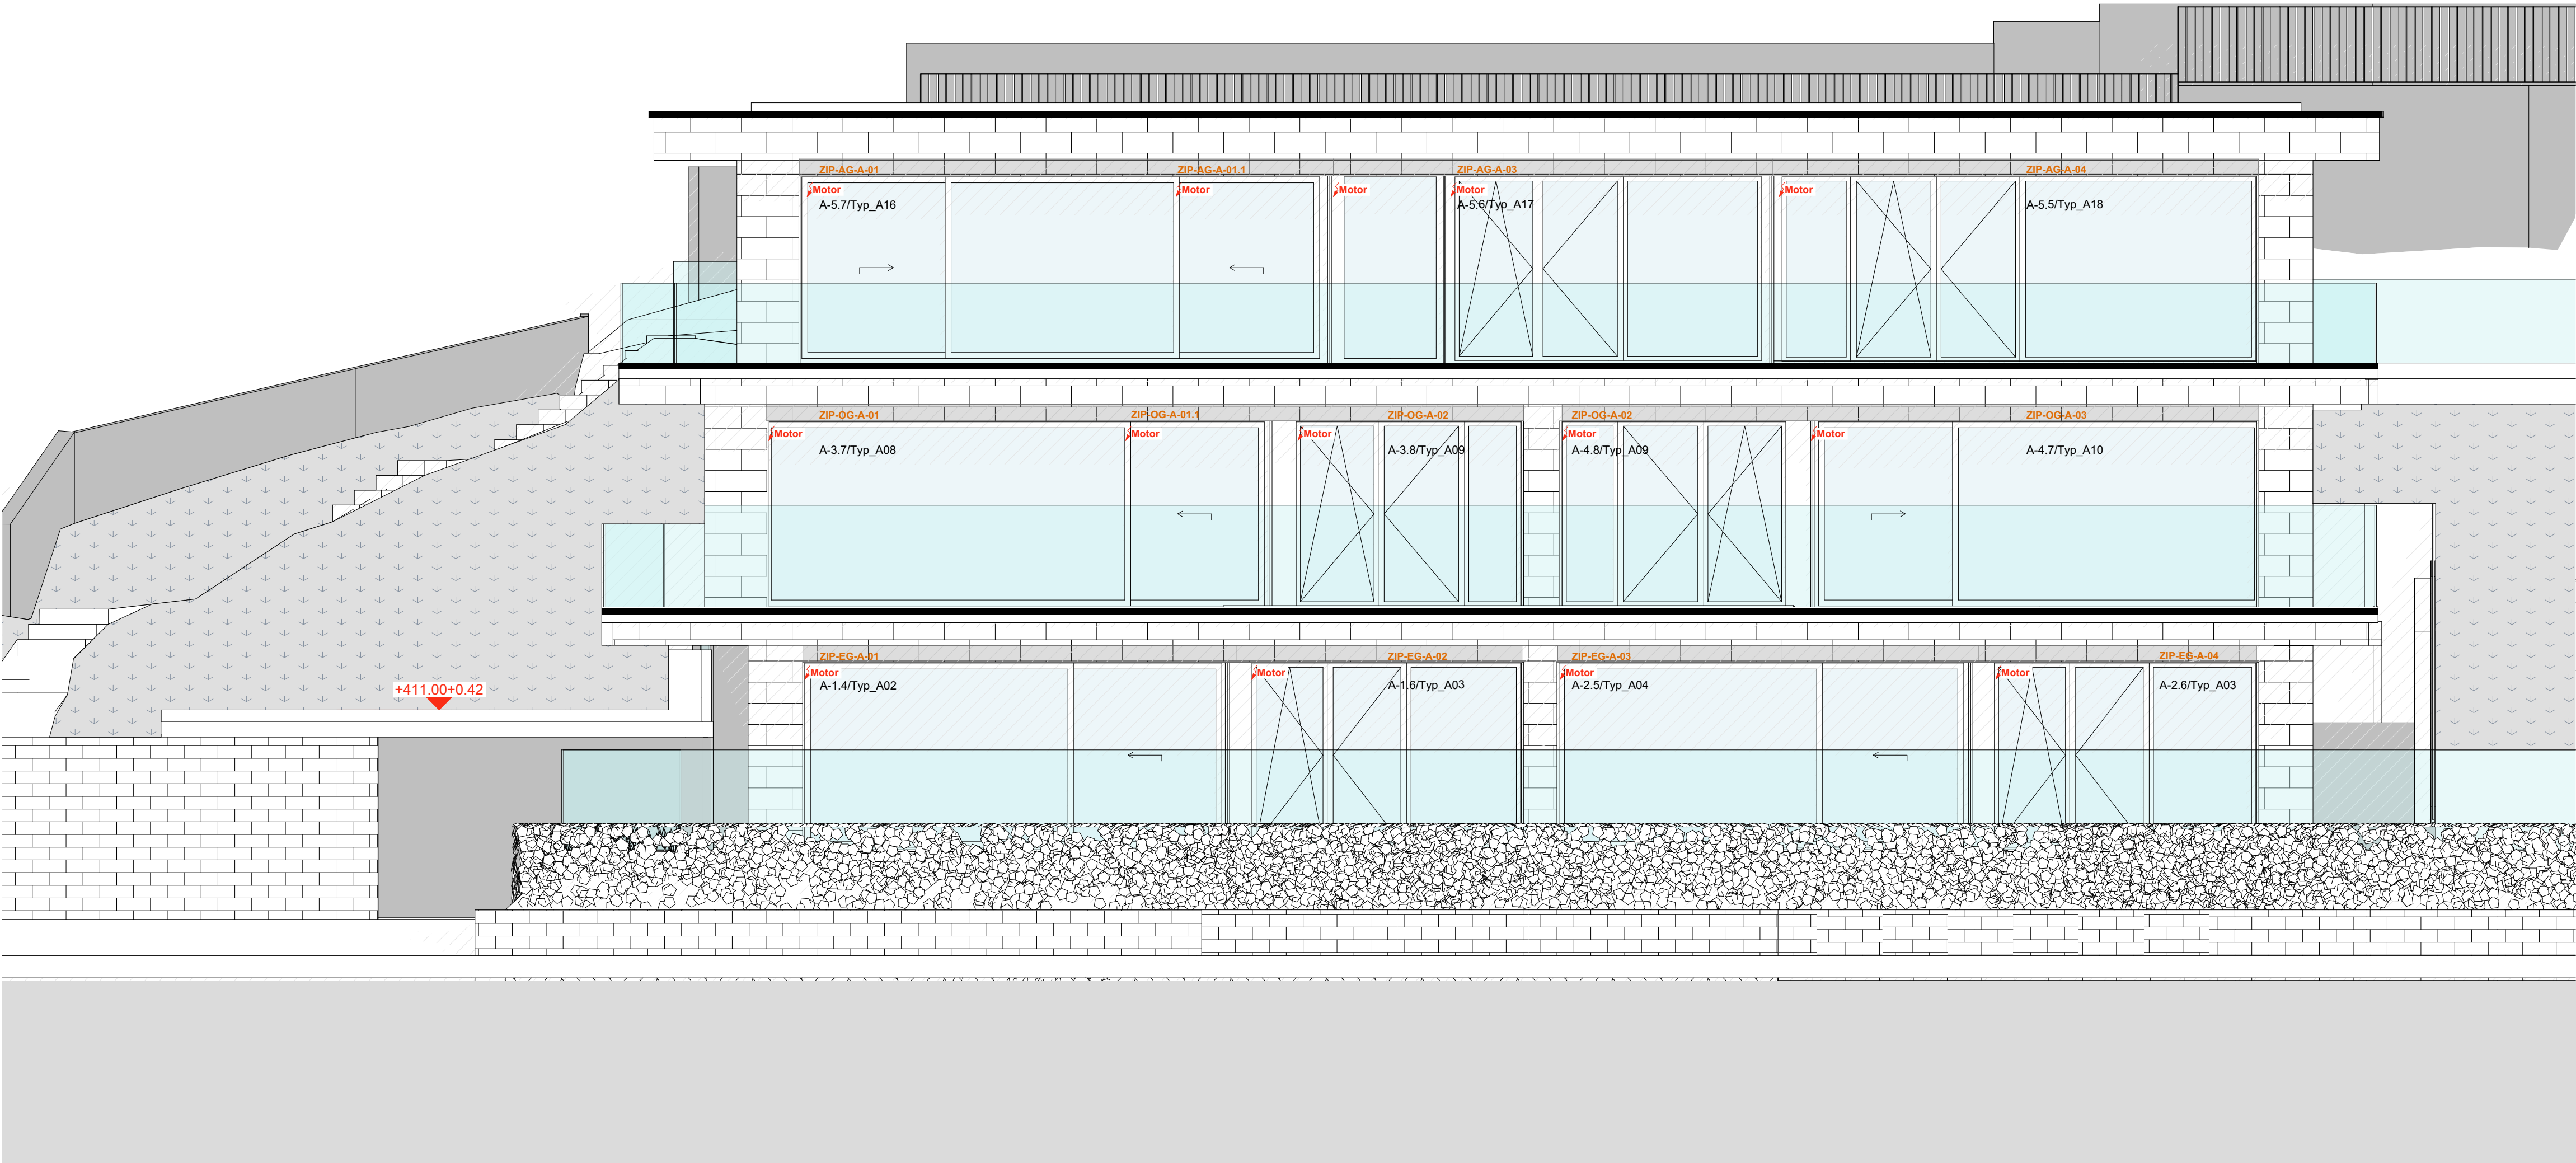 ZIP-AG-A-01 ZIP-AG-A-01.1 ZIP-AG-A-03 ZIP-AG-A-04
Motor Motor Motor Motor Motor
A-5.7/Typ_A16 A-5.6/Typ_A17 A-5.5/Typ_A18
ZIP-OG-A-01 ZIP-OG-A-01.1 ZIP-OG-A-02 ZIP-OG-A-02 ZIP-OG-A-03
Motor Motor Motor Motor Motor
A-3.7/Typ_A08 A-3.8/Typ_A09 A-4.8/Typ_A09 A-4.7/Typ_A10
ZIP-EG-A-01 ZIP-EG-A-02 ZIP-EG-A-03 ZIP-EG-A-04
Motor Motor Motor Motor
A-1.4/Typ_A02 A-1.6/Typ_A03 A-2.5/Typ_A04 A-2.6/Typ_A03
+411.00+0.42